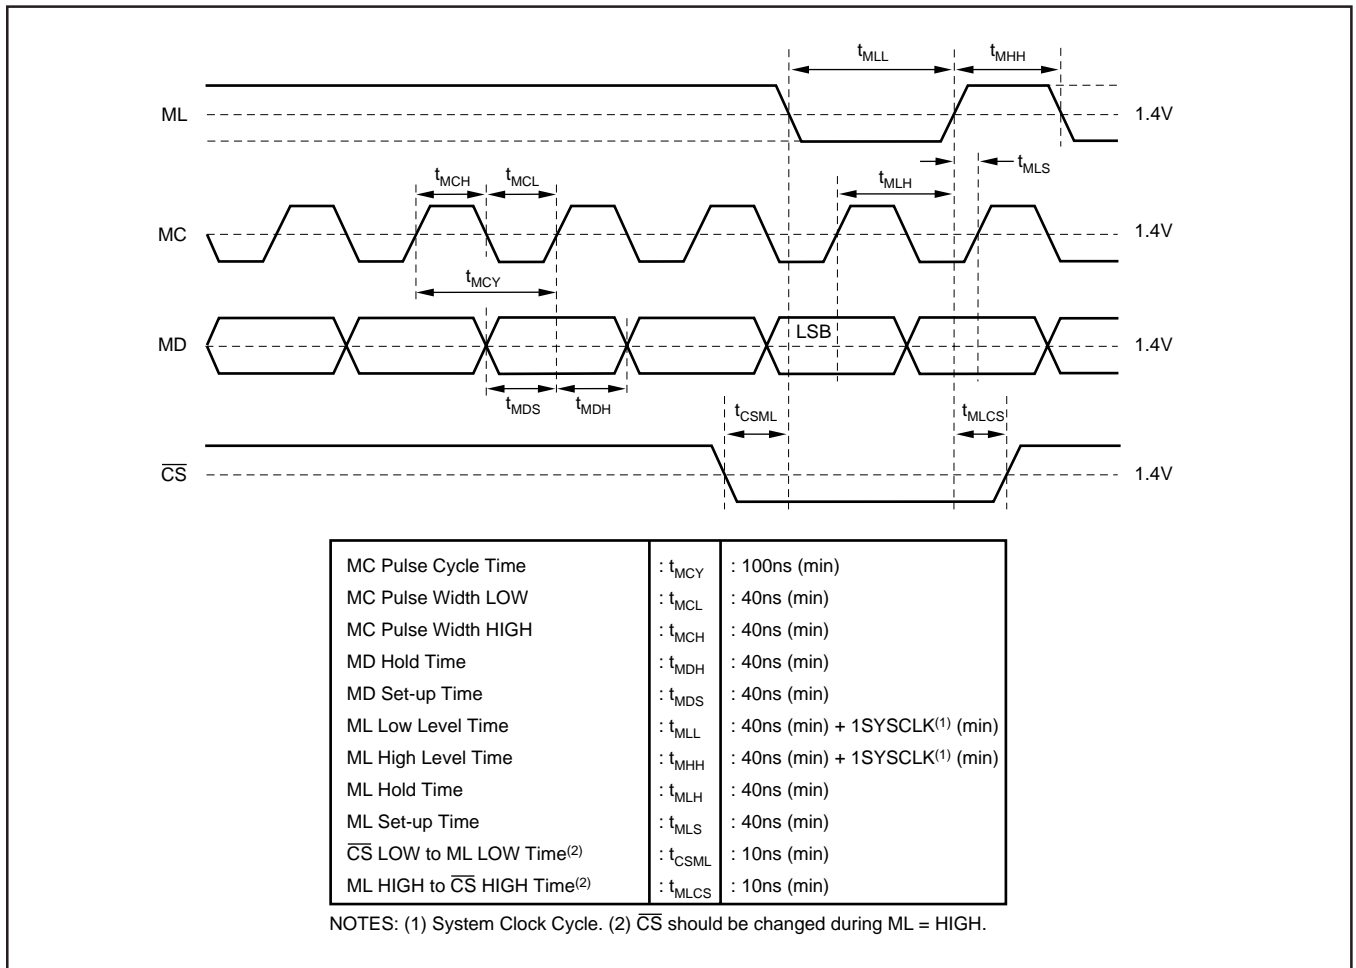 tMLL tMHH
ML 1.4V
tMLS
tMCH tMCL tMLH
MC 1.4V
tMCY
LSB
MD 1.4V
tMDS tMDH
tCSML tMLCS
C̅S̅ 1.4V
MC Pulse Cycle Time : tMCY : 100ns (min)
MC Pulse Width LOW : tMCL : 40ns (min)
MC Pulse Width HIGH : tMCH : 40ns (min)
MD Hold Time : tMDH : 40ns (min)
MD Set-up Time : tMDS : 40ns (min)
ML Low Level Time : tMLL : 40ns (min) + 1SYSCLK(1) (min)
ML High Level Time : tMHH : 40ns (min) + 1SYSCLK(1) (min)
ML Hold Time : tMLH : 40ns (min)
ML Set-up Time : tMLS : 40ns (min)
C̅S̅ LOW to ML LOW Time(2) : tCSML : 10ns (min)
ML HIGH to C̅S̅ HIGH Time(2) : tMLCS : 10ns (min)
NOTES: (1) System Clock Cycle. (2) C̅S̅ should be changed during ML = HIGH.